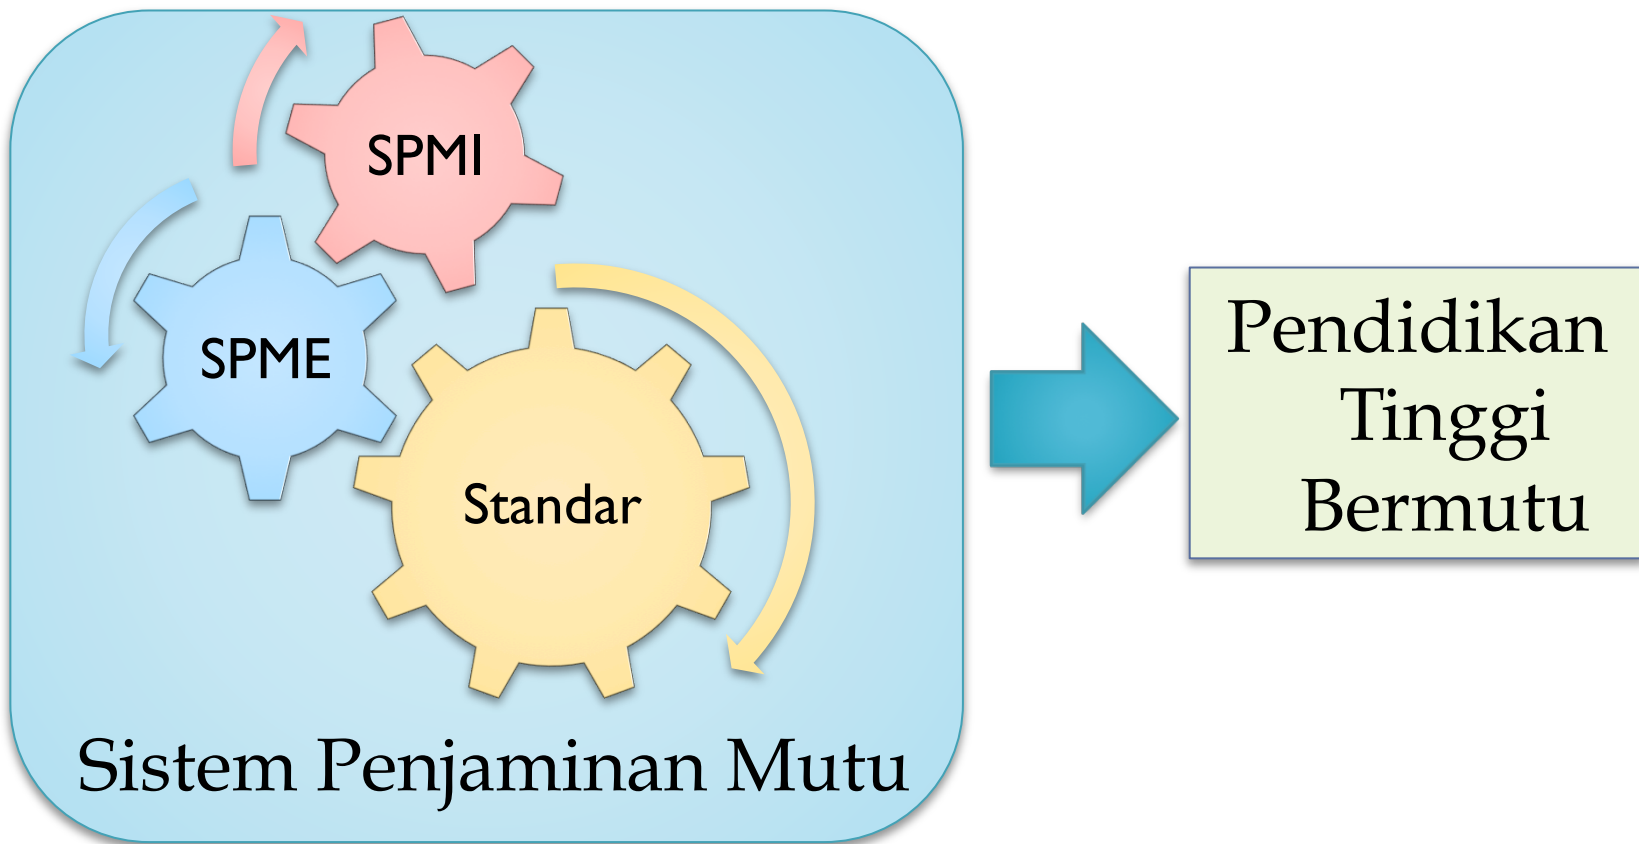 SPMI
SPME
Standar
Sistem Penjaminan Mutu
Pendidikan
Tinggi
Bermutu